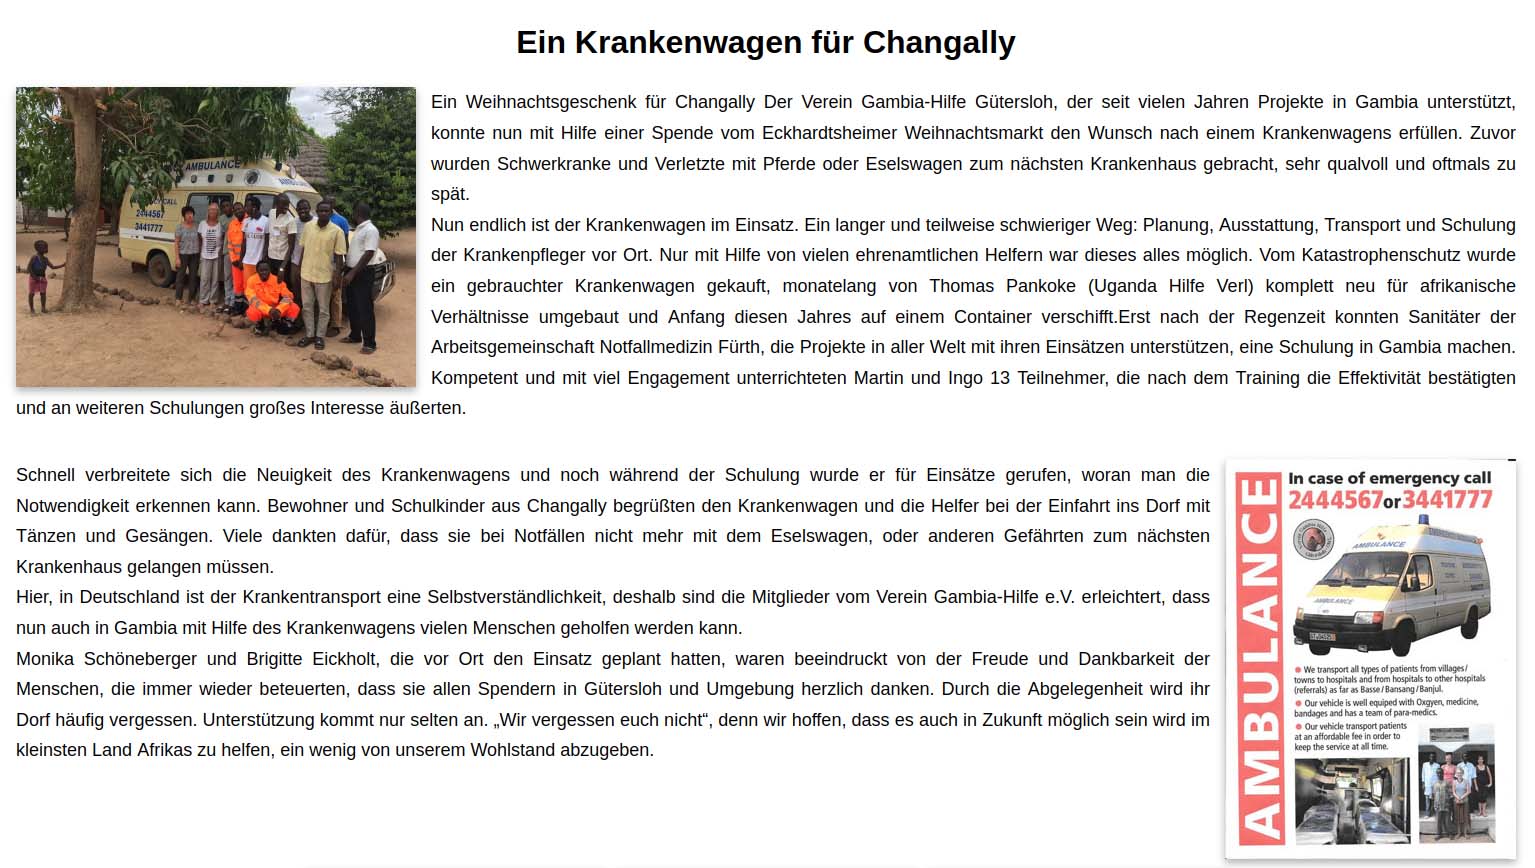 Ein Krankenwagen für Changally
AMBULANCE
2444567
3441777
Ein Weihnachtsgeschenk für Changally Der Verein Gambia-Hilfe Gütersloh, der seit vielen Jahren Projekte in Gambia unterstützt,
konnte nun mit Hilfe einer Spende vom Eckhardtsheimer Weihnachtsmarkt den Wunsch nach einem Krankenwagens erfüllen. Zuvor
wurden Schwerkranke und Verletzte mit Pferde oder Eselswagen zum nächsten Krankenhaus gebracht, sehr qualvoll und oftmals zu
spät.
Nun endlich ist der Krankenwagen im Einsatz. Ein langer und teilweise schwieriger Weg: Planung, Ausstattung, Transport und Schulung
der Krankenpfleger vor Ort. Nur mit Hilfe von vielen ehrenamtlichen Helfern war dieses alles möglich. Vom Katastrophenschutz wurde
ein gebrauchter Krankenwagen gekauft, monatelang von Thomas Pankoke (Uganda Hilfe Verl) komplett neu für afrikanische
Verhältnisse umgebaut und Anfang diesen Jahres auf einem Container verschifft.Erst nach der Regenzeit konnten Sanitäter der
Arbeitsgemeinschaft Notfallmedizin Fürth, die Projekte in aller Welt mit ihren Einsätzen unterstützen, eine Schulung in Gambia machen.
Kompetent und mit viel Engagement unterrichteten Martin und Ingo 13 Teilnehmer, die nach dem Training die Effektivität bestätigten
und an weiteren Schulungen großes Interesse äußerten.
Schnell verbreitete sich die Neuigkeit des Krankenwagens und noch während der Schulung wurde er für Einsätze gerufen, woran man die
Notwendigkeit erkennen kann. Bewohner und Schulkinder aus Changally begrüßten den Krankenwagen und die Helfer bei der Einfahrt ins Dorf mit
Tänzen und Gesängen. Viele dankten dafür, dass sie bei Notfällen nicht mehr mit dem Eselswagen, oder anderen Gefährten zum nächsten
Krankenhaus gelangen müssen.
Hier, in Deutschland ist der Krankentransport eine Selbstverständlichkeit, deshalb sind die Mitglieder vom Verein Gambia-Hilfe e.V. erleichtert, dass
nun auch in Gambia mit Hilfe des Krankenwagens vielen Menschen geholfen werden kann.
Monika Schöneberger und Brigitte Eickholt, die vor Ort den Einsatz geplant hatten, waren beeindruckt von der Freude und Dankbarkeit der
Menschen, die immer wieder beteuerten, dass sie allen Spendern in Gütersloh und Umgebung herzlich danken. Durch die Abgelegenheit wird ihr
Dorf häufig vergessen. Unterstützung kommt nur selten an. „Wir vergessen euch nicht“, denn wir hoffen, dass es auch in Zukunft möglich sein wird im
kleinsten Land Afrikas zu helfen, ein wenig von unserem Wohlstand abzugeben.
AMBULANCE
In case of emergency call
2444567or3441777
AMBULANCE
AMBULANCE
● We transport all types of patients from villages/
towns to hospitals and from hospitals to other hospitals
(referrals) as far as Basse/Bansang/Banjul.
● Our vehicle is well equiped with Oxgyen, medicine,
bandages and has a team of para-medics.
● Our vehicle transport patients
at an affordable fee in order to
keep the service at all time.